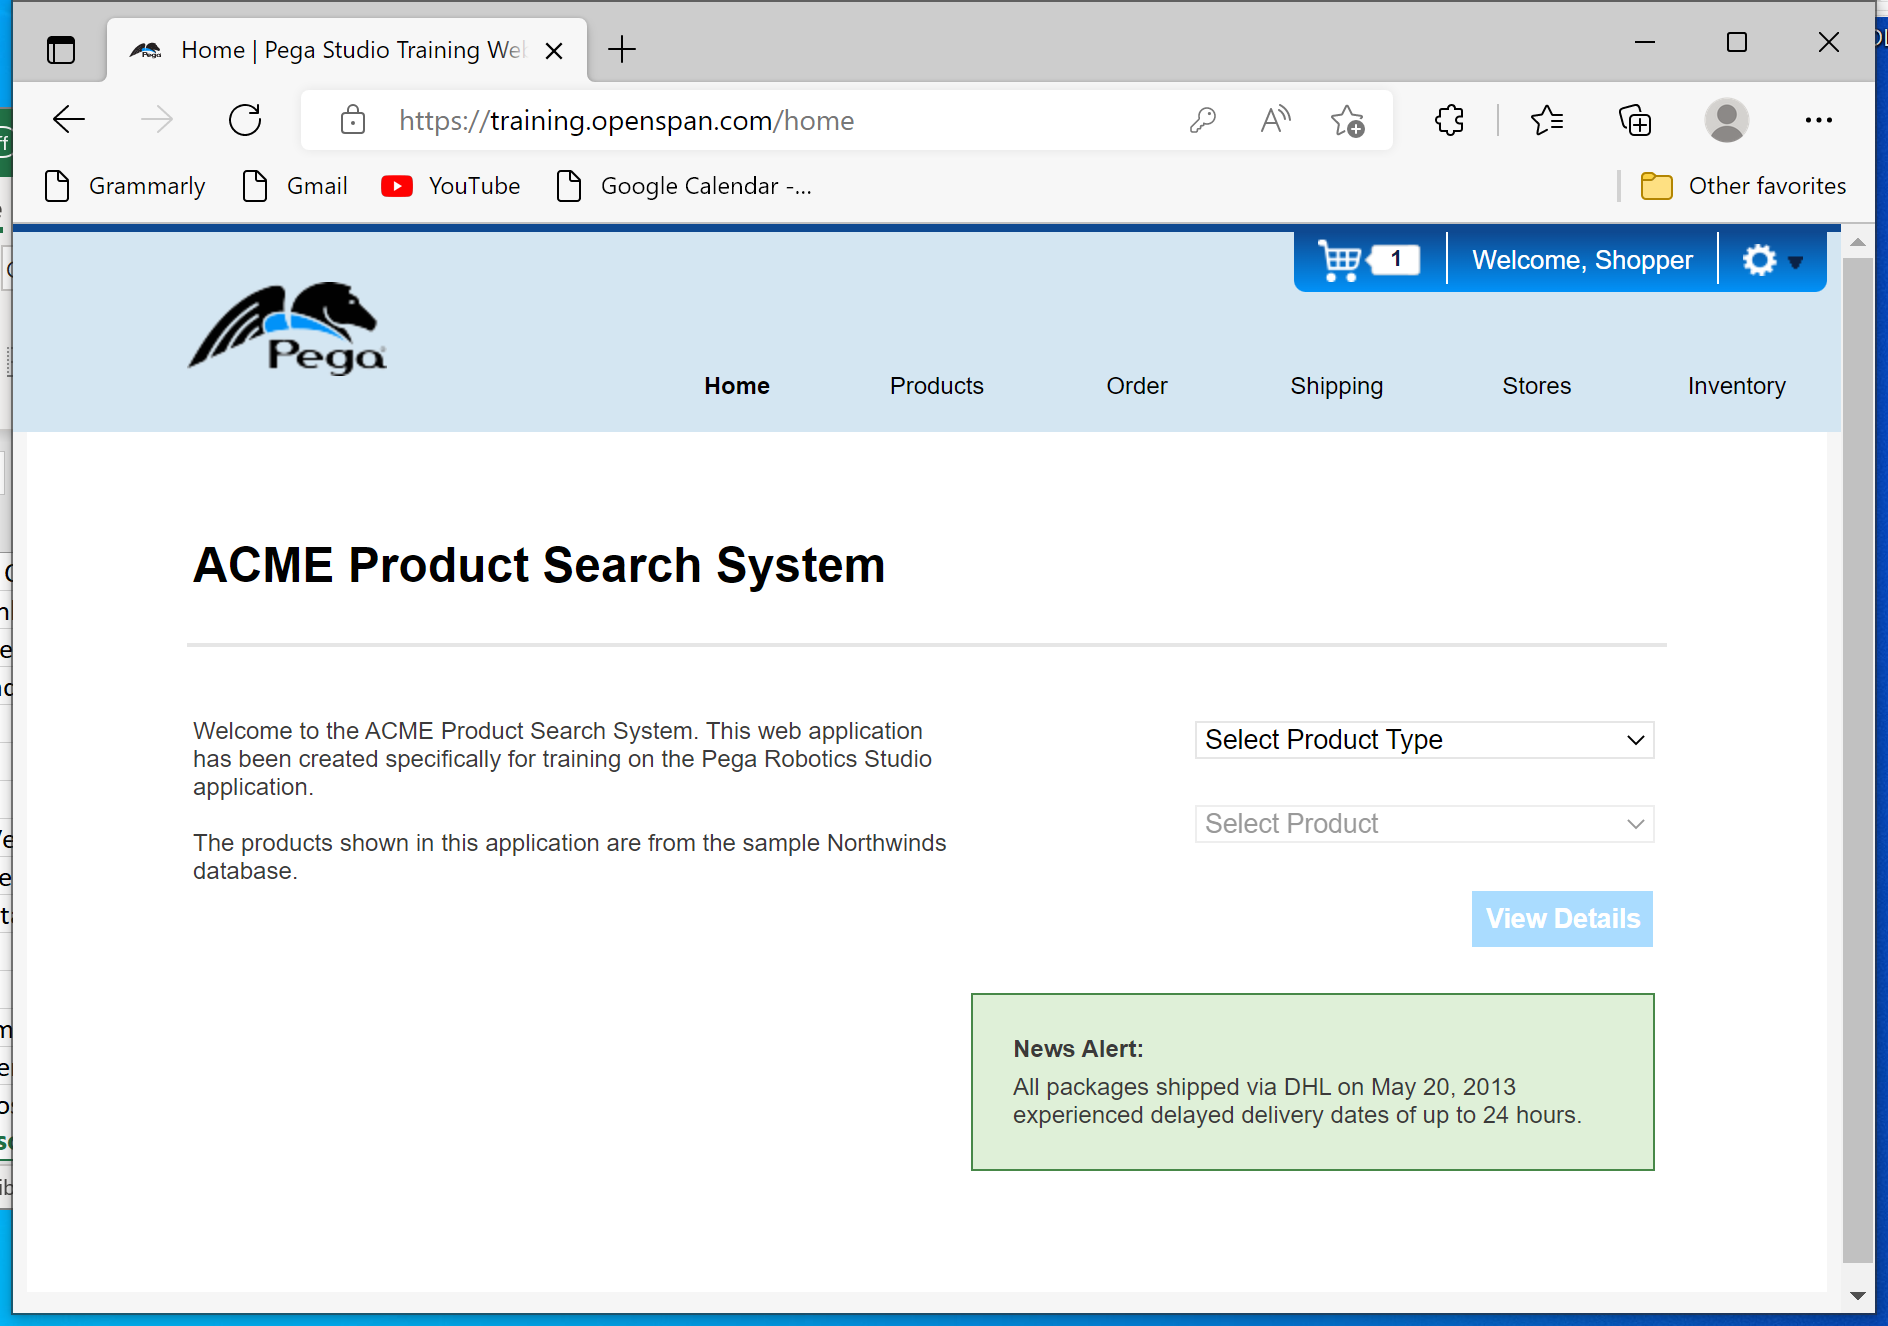 Home | Pega Studio Training Web
https://training.openspan.com/home
Grammarly
Gmail
YouTube
Google Calendar -...
Other favorites
1
Welcome, Shopper
Pega
Home
Products
Order
Shipping
Stores
Inventory
ACME Product Search System
Welcome to the ACME Product Search System. This web application
has been created specifically for training on the Pega Robotics Studio
application.
The products shown in this application are from the sample Northwinds
database.
Select Product Type
Select Product
View Details
News Alert:
All packages shipped via DHL on May 20, 2013
experienced delayed delivery dates of up to 24 hours.